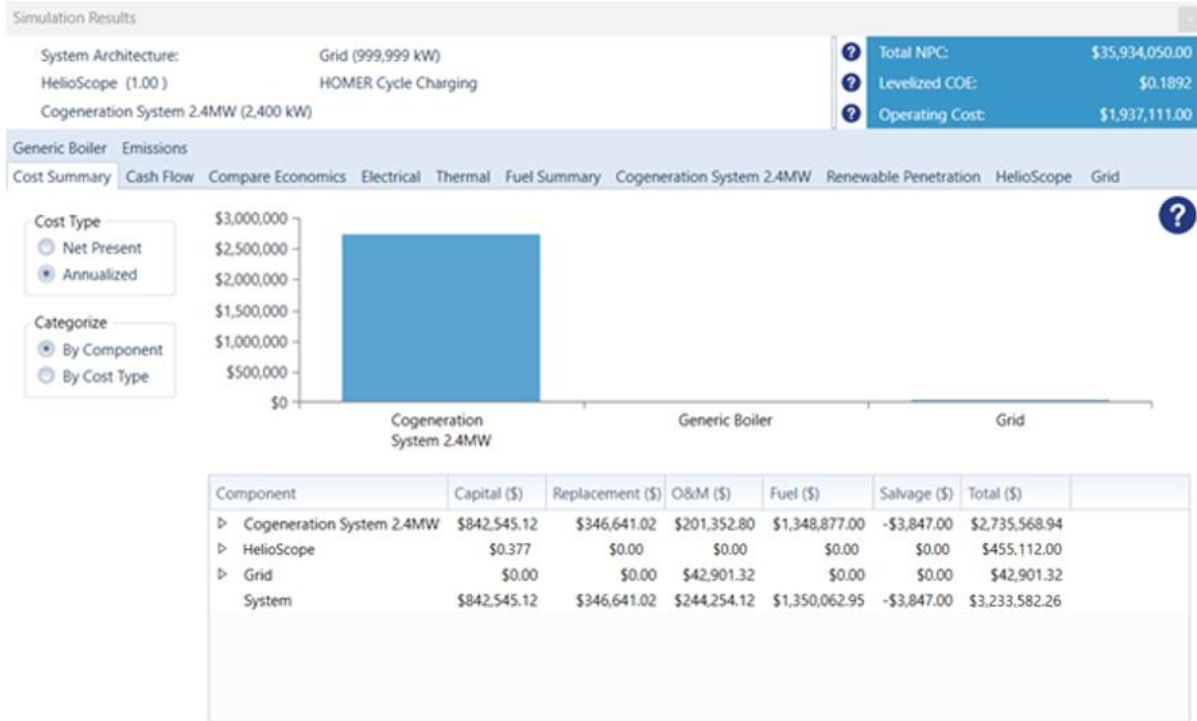 Simulation Results
System Architecture: Grid (999,999 kW)
HelioScope (1.00 ) HOMER Cycle Charging
Cogeneration System 2.4MW (2,400 kW)
? Total NPC: $35,934,050.00
? Levelized COE: $0.1892
? Operating Cost: $1,937,111.00
Generic Boiler Emissions
Cost Summary Cash Flow Compare Economics Electrical Thermal Fuel Summary Cogeneration System 2.4MW Renewable Penetration HelioScope Grid
?
Cost Type
Net Present
Annualized
Categorize
By Component
By Cost Type
$3,000,000
$2,500,000
$2,000,000
$1,500,000
$1,000,000
$500,000
$0
Cogeneration
System 2.4MW
Generic Boiler
Grid
Component Capital ($) Replacement ($) O&M ($) Fuel ($) Salvage ($) Total ($)
Cogeneration System 2.4MW $842,545.12 $346,641.02 $201,352.80 $1,348,877.00 -$3,847.00 $2,735,568.94
HelioScope $0.377 $0.00 $0.00 $0.00 $0.00 $455,112.00
Grid $0.00 $0.00 $42,901.32 $0.00 $0.00 $42,901.32
System $842,545.12 $346,641.02 $244,254.12 $1,350,062.95 -$3,847.00 $3,233,582.26